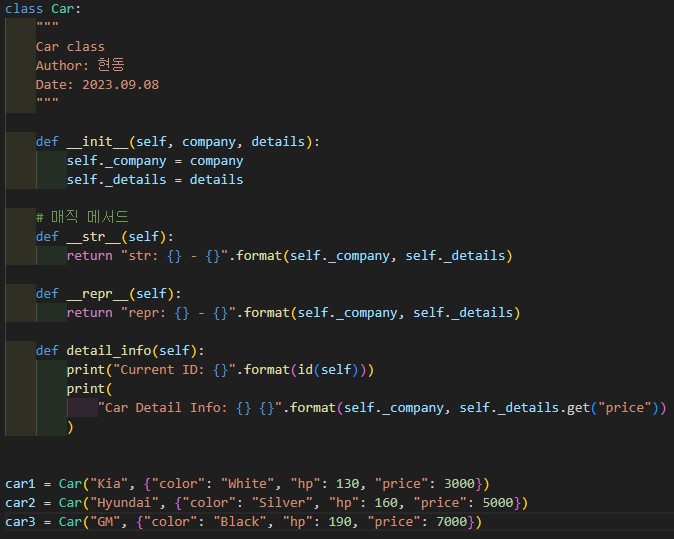 class Car:
    """
    Car class
    Author: 현동
    Date: 2023.09.08
    """

    def __init__(self, company, details):
        self._company = company
        self._details = details

    # 매직 메서드
    def __str__(self):
        return "str: {} - {}".format(self._company, self._details)

    def __repr__(self):
        return "repr: {} - {}".format(self._company, self._details)

    def detail_info(self):
        print("Current ID: {}".format(id(self)))
        print(
            "Car Detail Info: {} {}".format(self._company, self._details.get("price"))
        )


car1 = Car("Kia", {"color": "White", "hp": 130, "price": 3000})
car2 = Car("Hyundai", {"color": "Silver", "hp": 160, "price": 5000})
car3 = Car("GM", {"color": "Black", "hp": 190, "price": 7000})